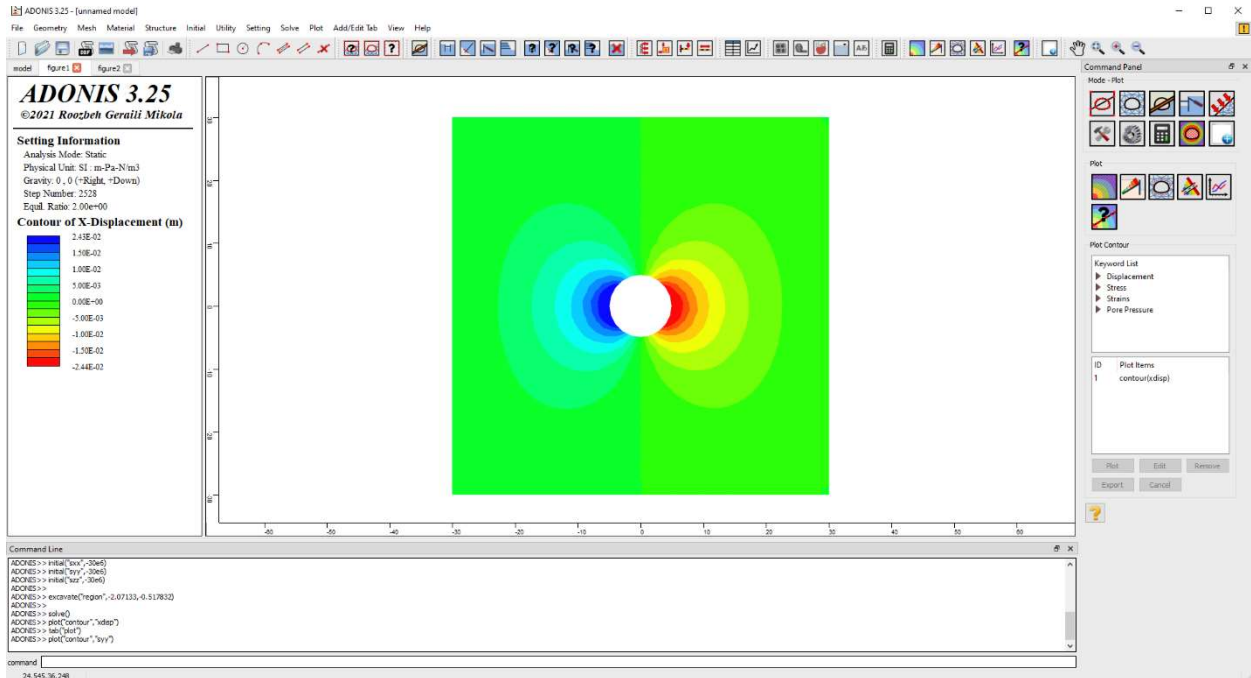 ADONIS 3.25 - [unnamed model]
File Geometry Mesh Material Structure Initial Utility Setting Solve Plot Add/Edit Tab View Help
model figure1 figure2
ADONIS 3.25
©2021 Roozbeh Geraili Mikola
Setting Information
Analysis Mode: Static
Physical Unit: SI : m-Pa-N/m3
Gravity: 0 , 0 (+Right, +Down)
Step Number: 2528
Equil. Ratio: 2.00e+00
Contour of X-Displacement (m)
2.43E-02
1.50E-02
1.00E-02
5.00E-03
0.00E+00
-5.00E-03
-1.00E-02
-1.50E-02
-2.44E-02
30
20
10
0
-10
-20
-30
-60 -50 -40 -30 -20 -10 0 10 20 30 40 50 60
Command Panel
Mode - Plot
Plot
Plot Contour
Keyword List
Displacement
Stress
Strains
Pore Pressure
ID Plot Items
1 contour(xdisp)
Plot Edit Remove
Export Cancel
Command Line
ADONIS>> initial("sxx",-30e6)
ADONIS>> initial("syy",-30e6)
ADONIS>> initial("szz",-30e6)
ADONIS>>
ADONIS>> excavate("region",-2.07133,-0.517832)
ADONIS>>
ADONIS>> solve()
ADONIS>> plot("contour","xdisp")
ADONIS>> tab("plot")
ADONIS>> plot("contour","syy")
command
24.545,36.248